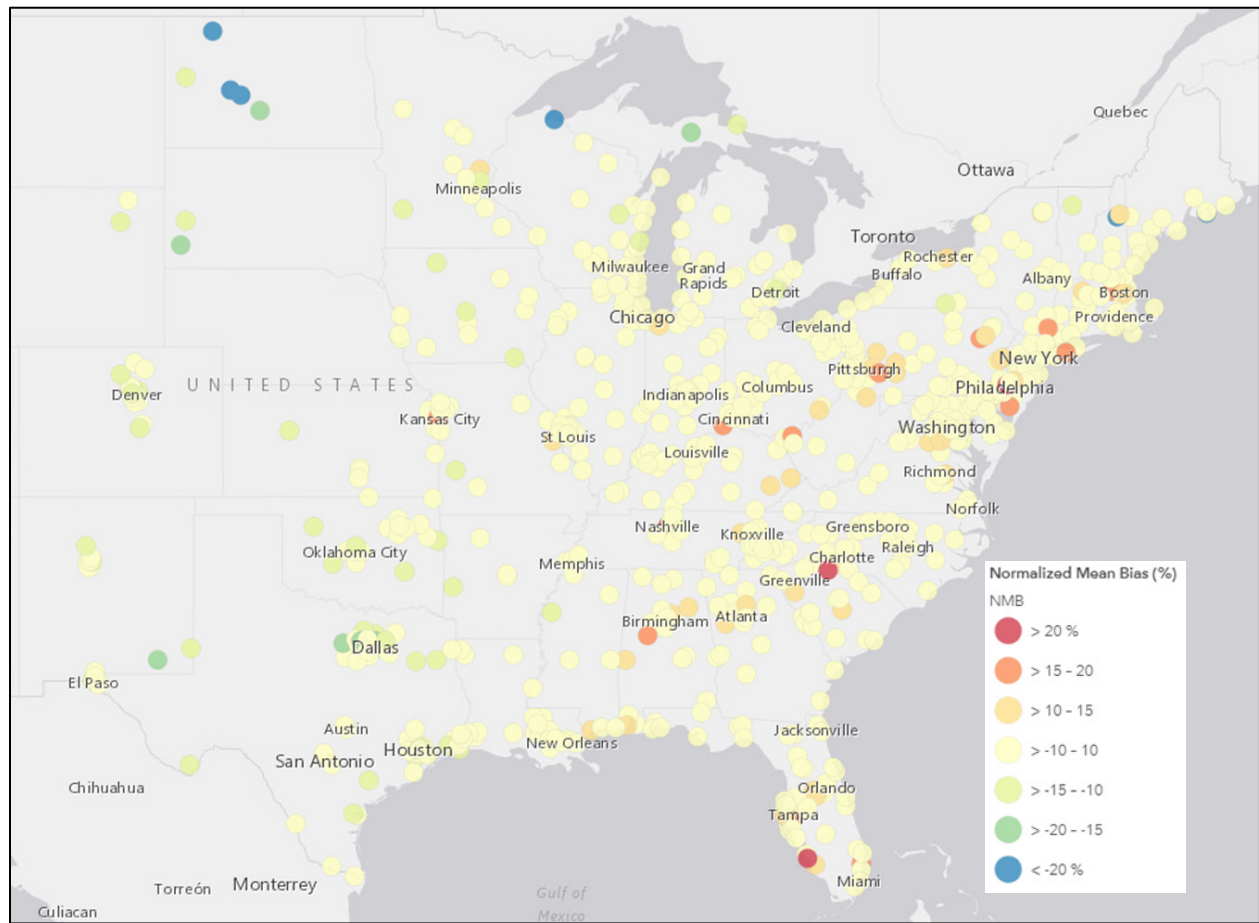 Quebec
Ottawa
Minneapolis
Toronto
Rochester
Buffalo
Albany
Boston
Providence
Milwaukee
Grand
Rapids
Detroit
Chicago
Cleveland
New York
Pittsburgh
Philadelphia
UNITED STATES
Denver
Indianapolis
Columbus
Kansas City
Cincinnati
St Louis
Washington
Louisville
Richmond
Norfolk
Nashville
Knoxville
Greensboro
Raleigh
Oklahoma City
Memphis
Charlotte
Greenville
Birmingham
Atlanta
Dallas
El Paso
Austin
Jacksonville
New Orleans
Houston
San Antonio
Chihuahua
Orlando
Tampa
Torreón
Monterrey
Miami
Gulf of
Mexico
Culiacan
Normalized Mean Bias (%)
NMB
> 20 %
> 15 - 20
> 10 - 15
> -10 - 10
> -15 - -10
> -20 - -15
< -20 %